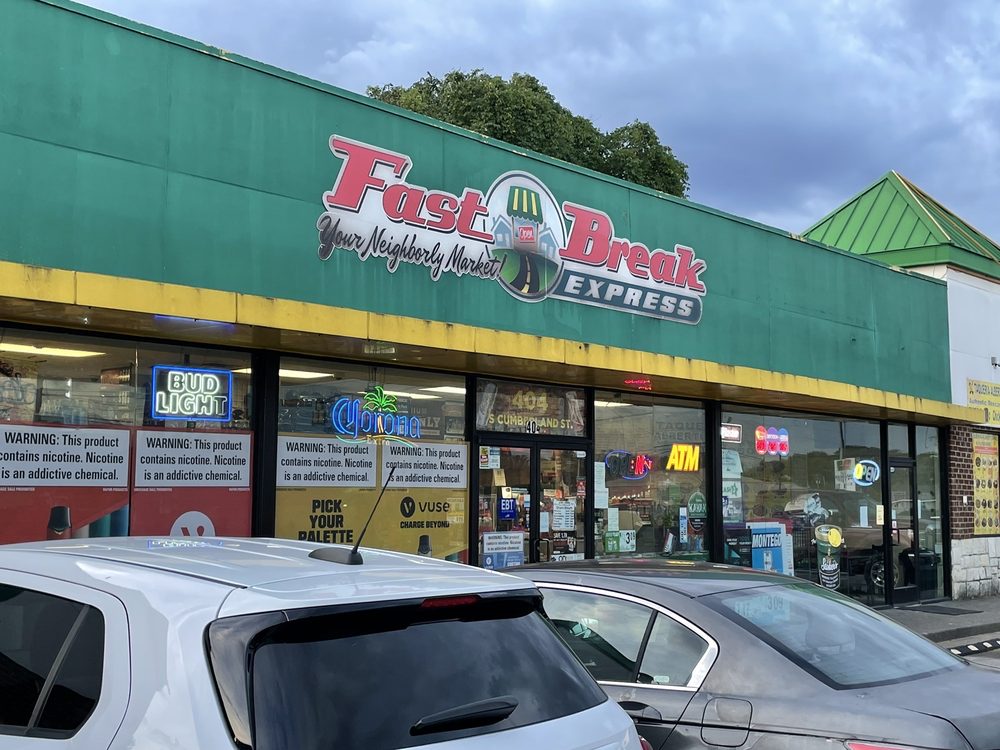 Fast Break
Your Neighborly Market!
Open
EXPRESS
BUD
LIGHT
Corona
404
S CUMBERLAND ST.
WARNING: This product
contains nicotine. Nicotine
is an addictive chemical.
WARNING: This product
contains nicotine. Nicotine
is an addictive chemical.
WARNING: This product
contains nicotine. Nicotine
is an addictive chemical.
WARNING: This product
contains nicotine. Nicotine
is an addictive chemical.
PICK
YOUR
PALETTE
VUSE
CHARGE BEYOND
EBT
OPEN
ATM
OPEN
MONTEGO